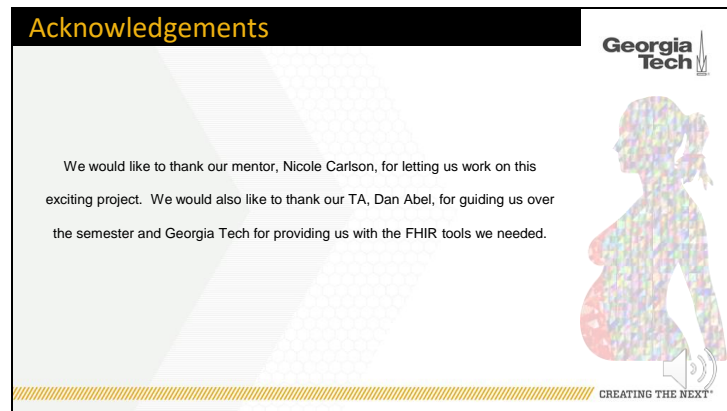 Acknowledgements
Georgia
Tech
We would like to thank our mentor, Nicole Carlson, for letting us work on this
exciting project.  We would also like to thank our TA, Dan Abel, for guiding us over
the semester and Georgia Tech for providing us with the FHIR tools we needed.
CREATING THE NEXT®